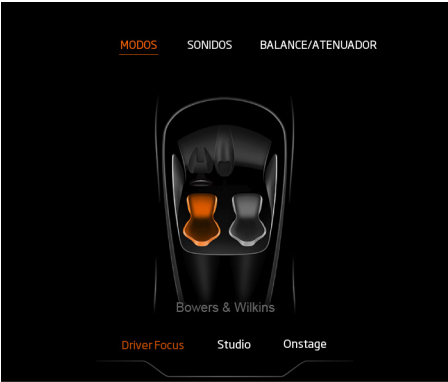 MODOS SONIDOS BALANCE/ATENUADOR
Bowers & Wilkins
Driver Focus Studio Onstage